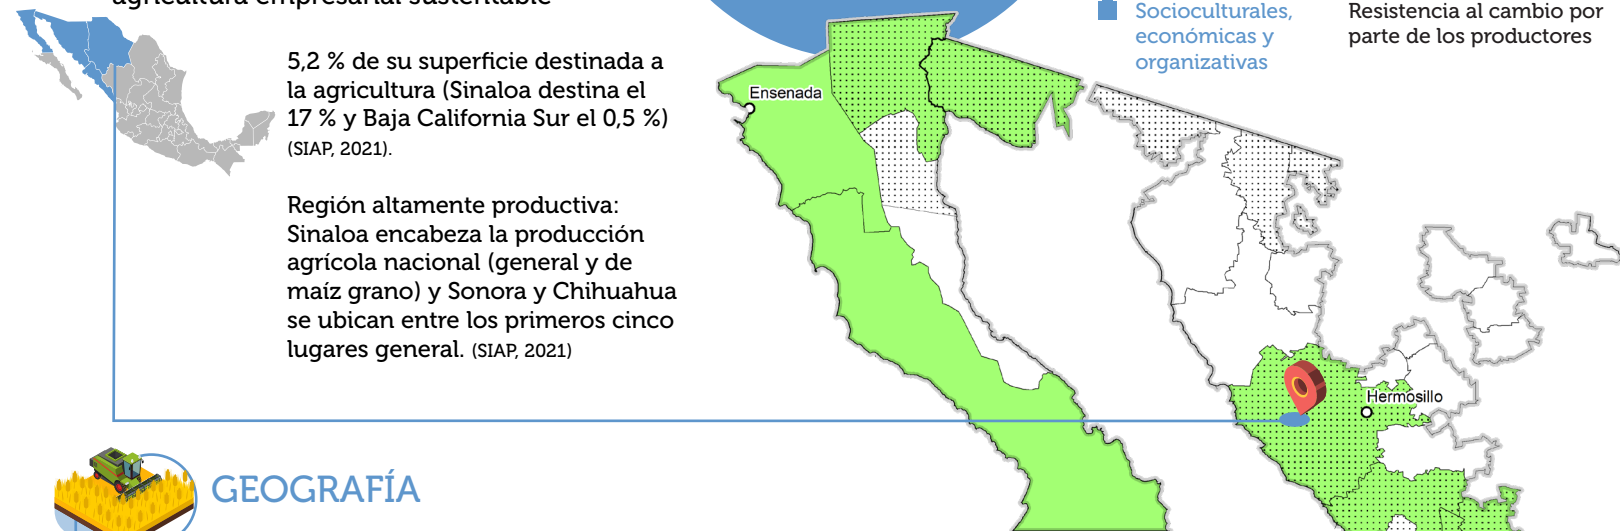 agricultura empresarial sustentable
5,2 % de su superficie destinada a
la agricultura (Sinaloa destina el
17 % y Baja California Sur el 0,5 %)
(SIAP, 2021).
Región altamente productiva:
Sinaloa encabeza la producción
agrícola nacional (general y de
maíz grano) y Sonora y Chihuahua
se ubican entre los primeros cinco
lugares general. (SIAP, 2021)
GEOGRAFÍA
Ensenada
Hermosillo
Socioculturales,
económicas y
organizativas
Resistencia al cambio por
parte de los productores